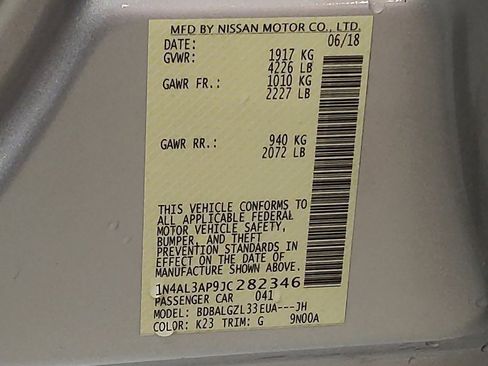 MFD BY NISSAN MOTOR CO., LTD.
DATE: 06/18
GVWR: 1917 KG
4226 LB
GAWR FR.: 1010 KG
2227 LB
GAWR RR.: 940 KG
2072 LB
THIS VEHICLE CONFORMS TO
ALL APPLICABLE FEDERAL
MOTOR VEHICLE SAFETY,
BUMPER, AND THEFT
PREVENTION STANDARDS IN
EFFECT ON THE DATE OF
MANUFACTURE SHOWN ABOVE.
1N4AL3AP9JC282346
PASSENGER CAR 041
MODEL: BDBALGZL33EUA---JH
COLOR: K23 TRIM: G 9N00A